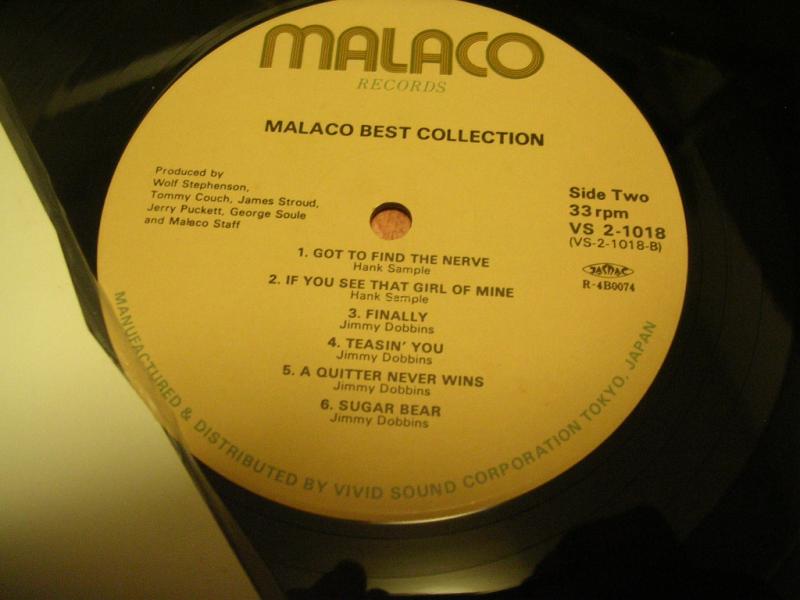 MALACO
RECORDS
MALACO BEST COLLECTION
Produced by
Wolf Stephenson,
Tommy Couch, James Stroud,
Jerry Puckett, George Soule
and Malaco Staff
Side Two
33 rpm
VS 2-1018
(VS-2-1018-B)
JASRAC
R-4B0074
1. GOT TO FIND THE NERVE
Hank Sample
2. IF YOU SEE THAT GIRL OF MINE
Hank Sample
3. FINALLY
Jimmy Dobbins
4. TEASIN' YOU
Jimmy Dobbins
5. A QUITTER NEVER WINS
Jimmy Dobbins
6. SUGAR BEAR
Jimmy Dobbins
MANUFACTURED & DISTRIBUTED BY VIVID SOUND CORPORATION TOKYO. JAPAN